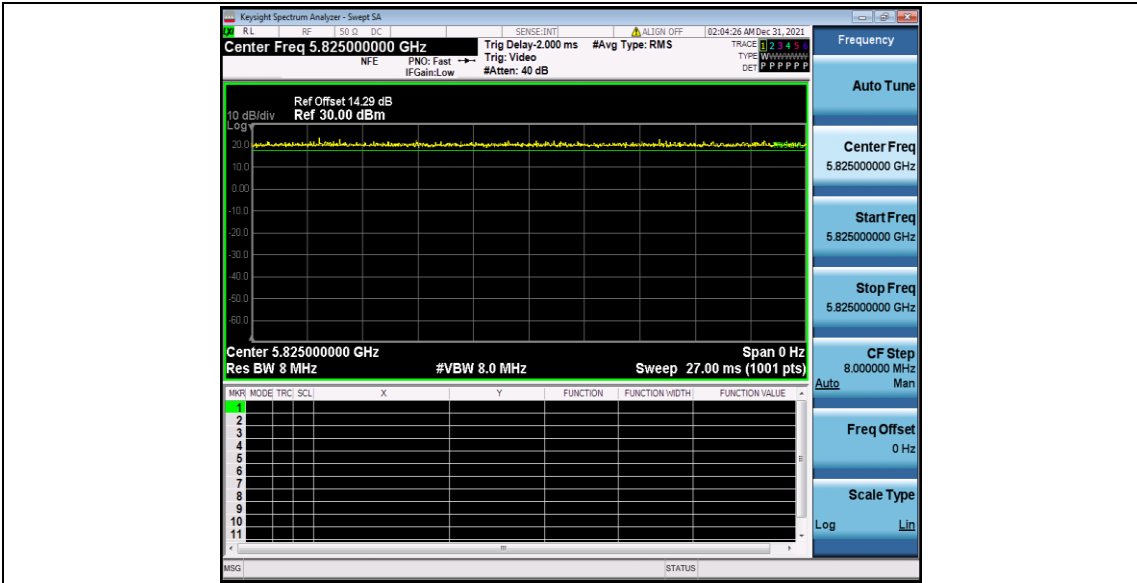 Keysight Spectrum Analyzer - Swept SA
RL RF 50 Ω DC SENSE:INT ALIGN OFF 02:04:26 AM Dec 31, 2021
Center Freq 5.825000000 GHz
NFE
PNO: Fast
IFGain:Low
Trig Delay-2.000 ms
Trig: Video
#Atten: 40 dB
#Avg Type: RMS
TRACE 1 2 3 4 5 6
TYPE WWWWWW
DET P P P P P P
Ref Offset 14.29 dB
10 dB/div Ref 30.00 dBm
Log
20.0
10.0
0.00
-10.0
-20.0
-30.0
-40.0
-50.0
-60.0
Center 5.825000000 GHz Span 0 Hz
Res BW 8 MHz #VBW 8.0 MHz Sweep 27.00 ms (1001 pts)
MKR MODE TRC SCL X Y FUNCTION FUNCTION WIDTH FUNCTION VALUE
1
2
3
4
5
6
7
8
9
10
11
MSG STATUS
Frequency
Auto Tune
Center Freq
5.825000000 GHz
Start Freq
5.825000000 GHz
Stop Freq
5.825000000 GHz
CF Step
8.000000 MHz
Auto Man
Freq Offset
0 Hz
Scale Type
Log Lin